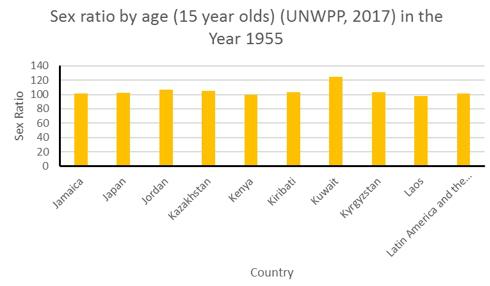 Sex ratio by age (15 year olds) (UNWPP, 2017) in the
Year 1955
140
120
100
80
60
40
20
0
Sex Ratio
Jamaica
Japan
Jordan
Kazakhstan
Kenya
Kiribati
Kuwait
Kyrgyzstan
Laos
Latin America and the...
Country